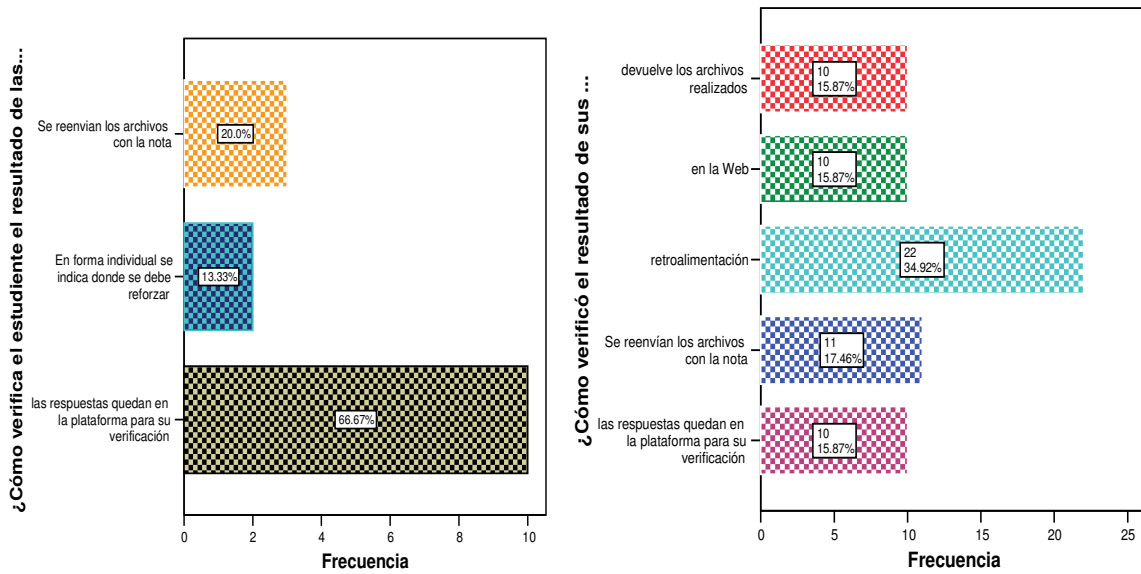 ¿Cómo verifica el estudiante el resultado de las...
Se reenvian los archivos
con la nota
20.0%
En forma individual se
indica donde se debe
reforzar
13.33%
las respuestas quedan en
la plataforma para su
verificación
66.67%
0 2 4 6 8 10
Frecuencia
¿Cómo verificó el resultado de sus ...
devuelve los archivos
realizados
10
15.87%
en la Web
10
15.87%
retroalimentación
22
34.92%
Se reenvían los archivos
con la nota
11
17.46%
las respuestas quedan en
la plataforma para su
verificación
10
15.87%
0 5 10 15 20 25
Frecuencia